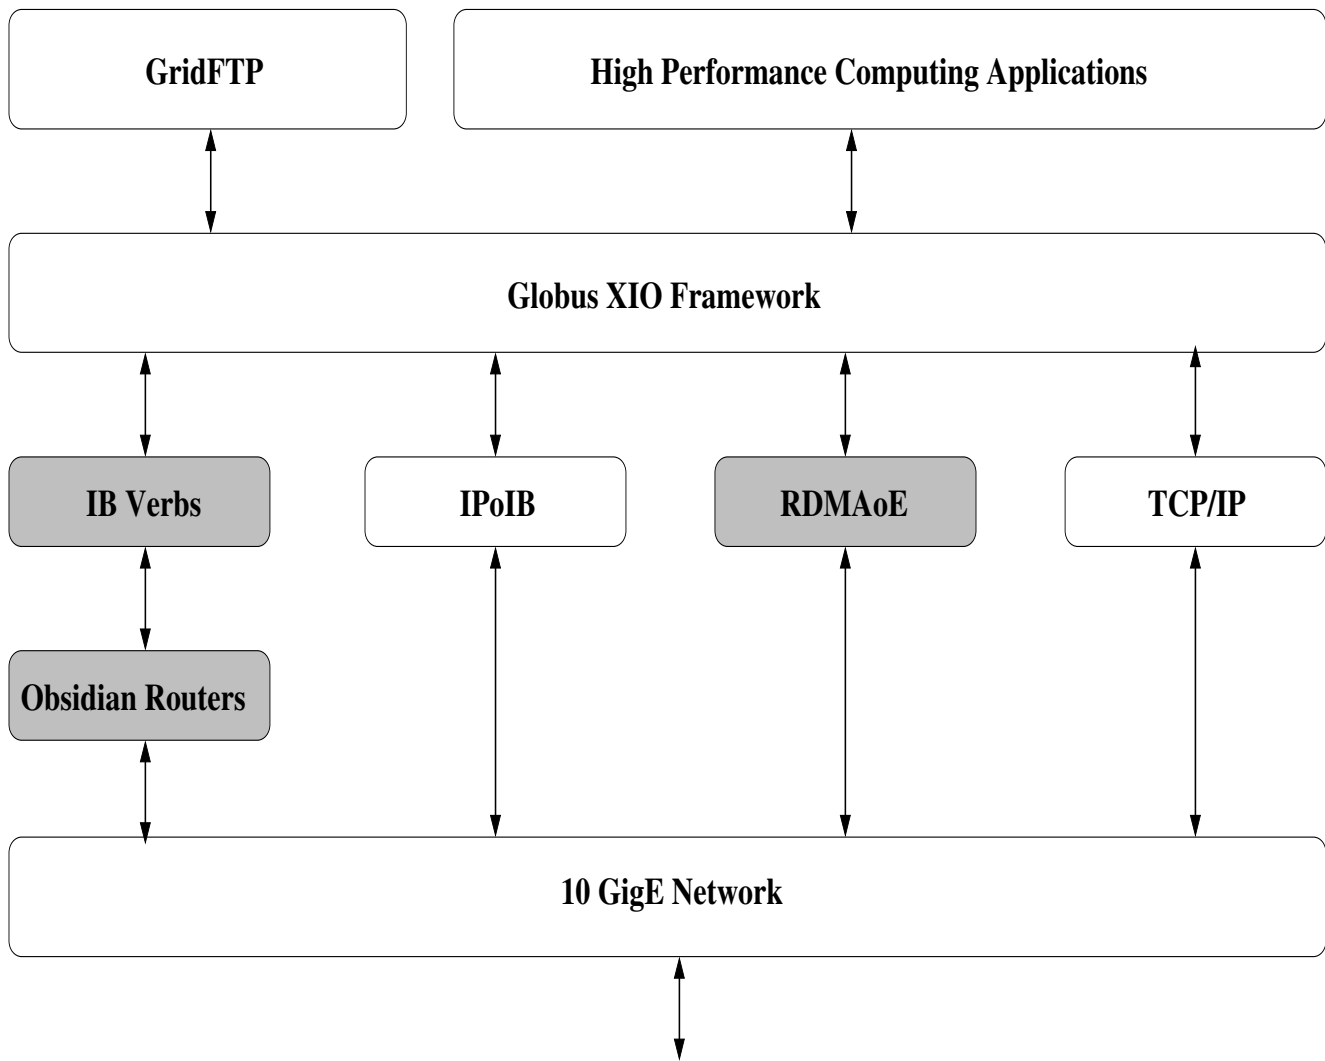 GridFTP
High Performance Computing Applications
Globus XIO Framework
IB Verbs
IPoIB
RDMAoE
TCP/IP
Obsidian Routers
10 GigE Network